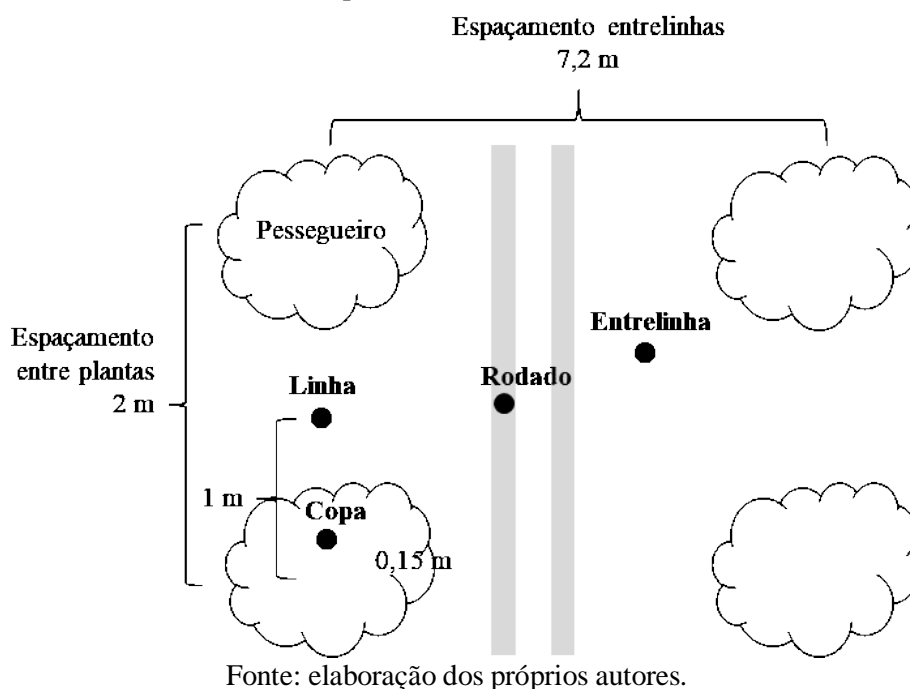 Espaçamento entrelinhas
7,2 m
Pessegueiro
Entrelinha
Espaçamento
entre plantas
2 m
Linha
Rodado
1 m
Copa
0,15 m
Fonte: elaboração dos próprios autores.